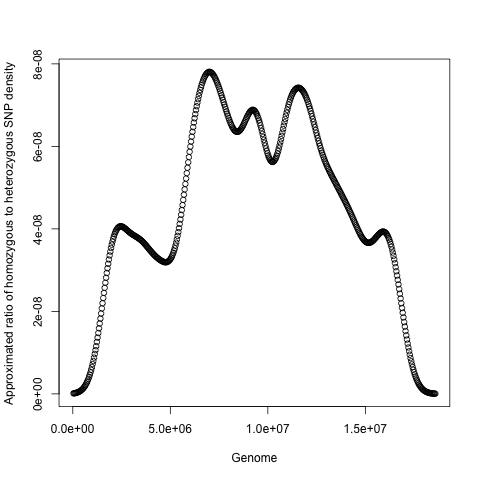 Approximated ratio of homozygous to heterozygous SNP density
8e-08
6e-08
4e-08
2e-08
0e+00
0.0e+00 5.0e+06 1.0e+07 1.5e+07
Genome